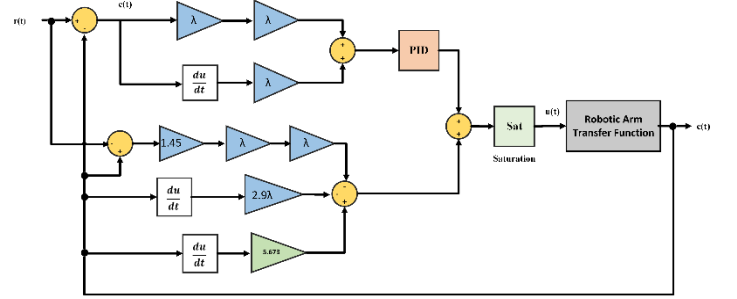 e(t)
r(t)
+
-
λ
λ
+
+
PID
du
dt
λ
+
+
Sat
u(t)
Robotic Arm
Transfer Function
c(t)
Saturation
1.45
λ
λ
-
-
+
du
dt
2.9λ
du
dt